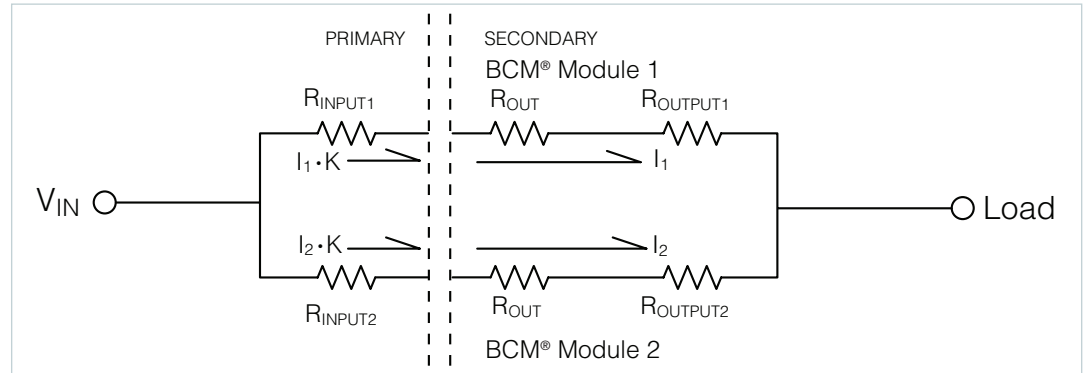 PRIMARY
SECONDARY
BCM® Module 1
RINPUT1
ROUT
ROUTPUT1
I1•K
I1
VIN
Load
I2•K
I2
RINPUT2
ROUT
ROUTPUT2
BCM® Module 2